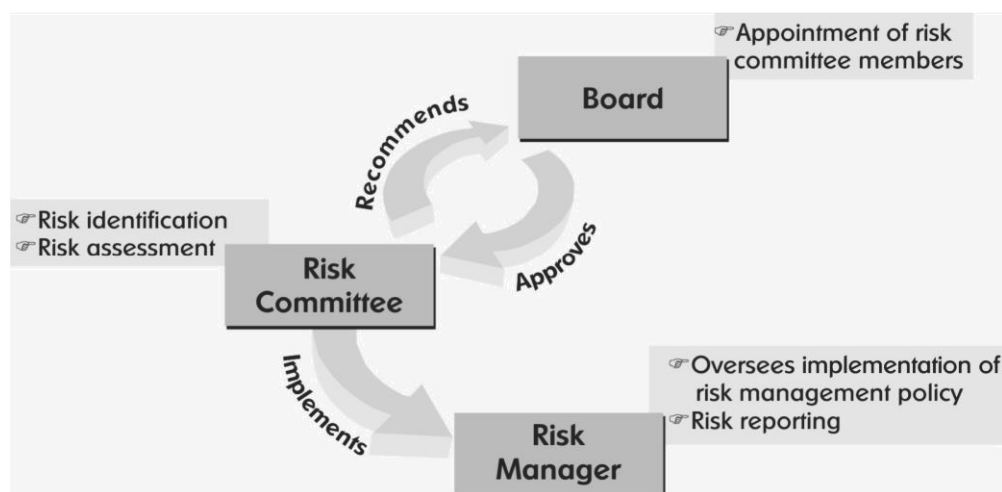 ☞Appointment of risk
committee members
Board
Recommends
Approves
☞Risk identification
☞Risk assessment
Risk
Committee
Implements
☞Oversees implementation of
risk management policy
☞Risk reporting
Risk
Manager